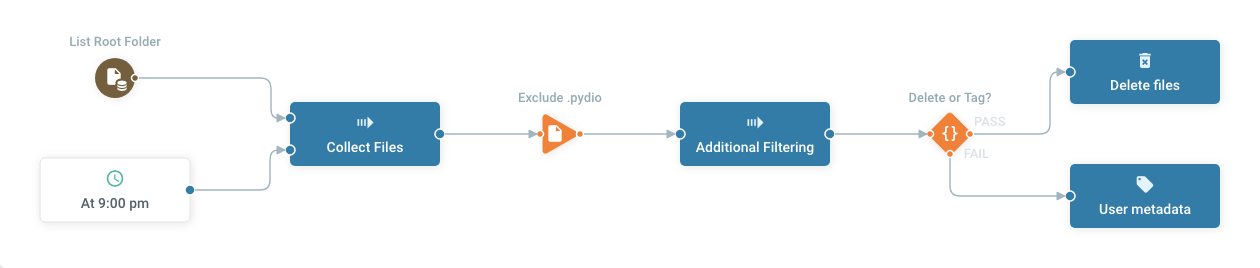 List Root Folder
At 9:00 pm
Collect Files
Exclude .pydio
Additional Filtering
Delete or Tag?
{}
PASS
FAIL
Delete files
User metadata